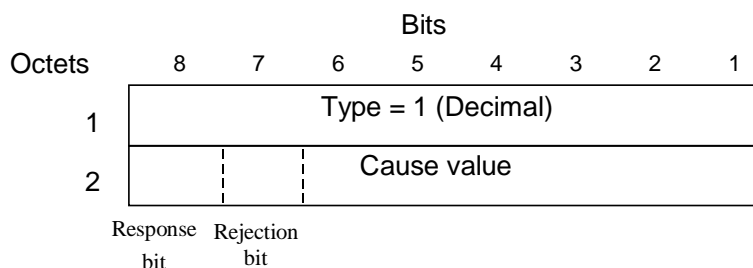 Bits
Octets 8 7 6 5 4 3 2 1
1 Type = 1 (Decimal)
2 Cause value
Response Rejection
bit bit